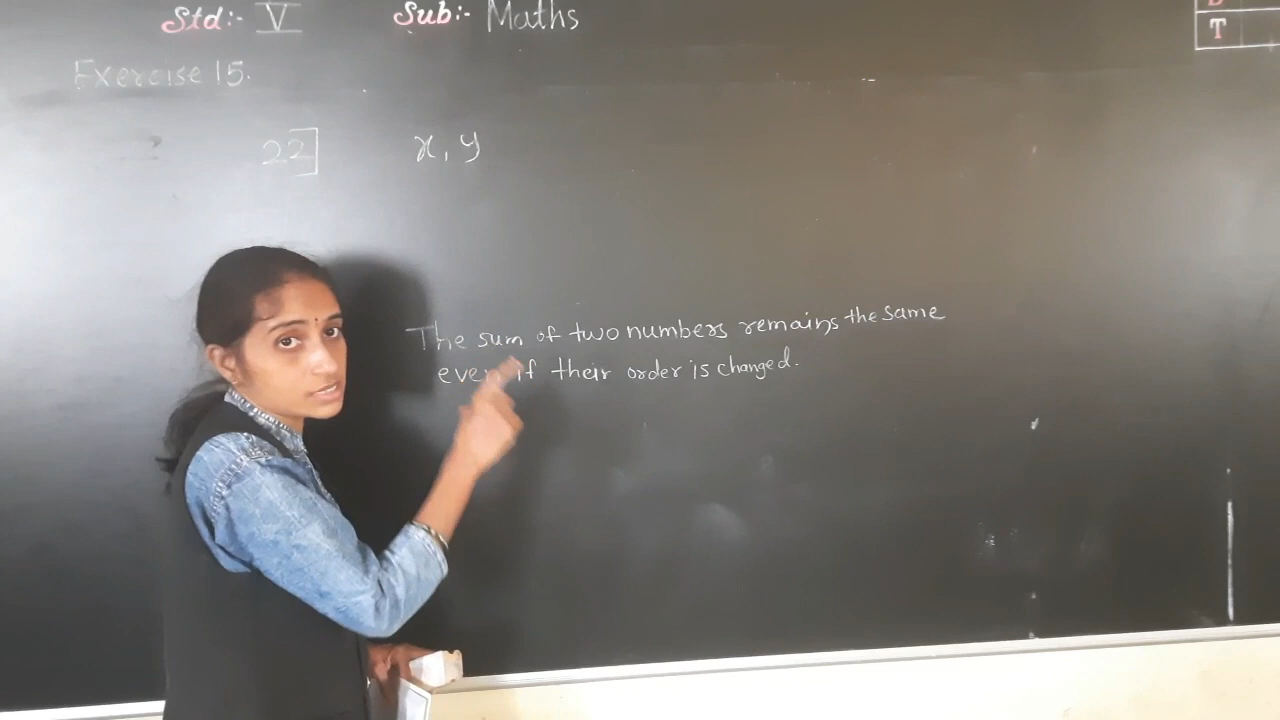 Std:- V Sub:- Maths
T
Exercise 15.
22] x, y
The sum of two numbers remains the same
even if their order is changed.